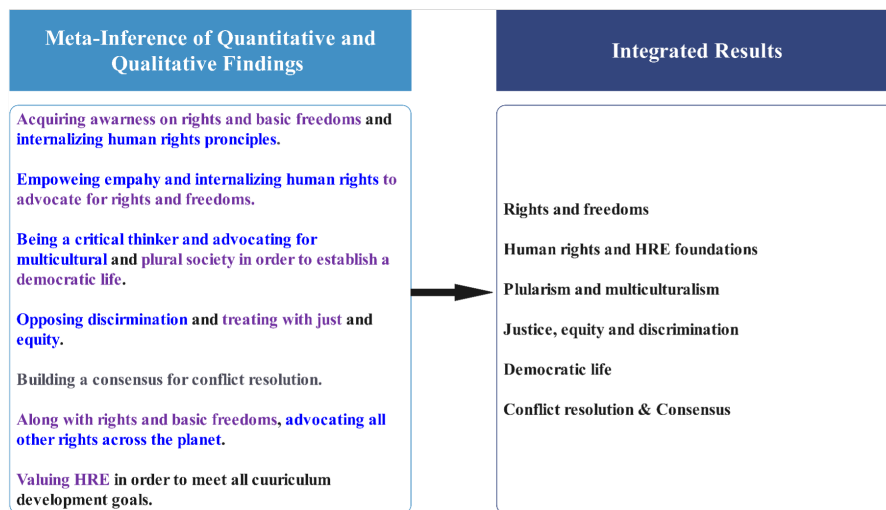 Meta-Inference of Quantitative and
Qualitative Findings
Acquiring awarness on rights and basic freedoms and
internalizing human rights pronciples.
Empoweing empahy and internalizing human rights to
advocate for rights and freedoms.
Being a critical thinker and advocating for
multicultural and plural society in order to establish a
democratic life.
Opposing discirmination and treating with just and
equity.
Building a consensus for conflict resolution.
Along with rights and basic freedoms, advocating all
other rights across the planet.
Valuing HRE in order to meet all cuuriculum
development goals.
Integrated Results
Rights and freedoms
Human rights and HRE foundations
Plularism and multiculturalism
Justice, equity and discrimination
Democratic life
Conflict resolution & Consensus